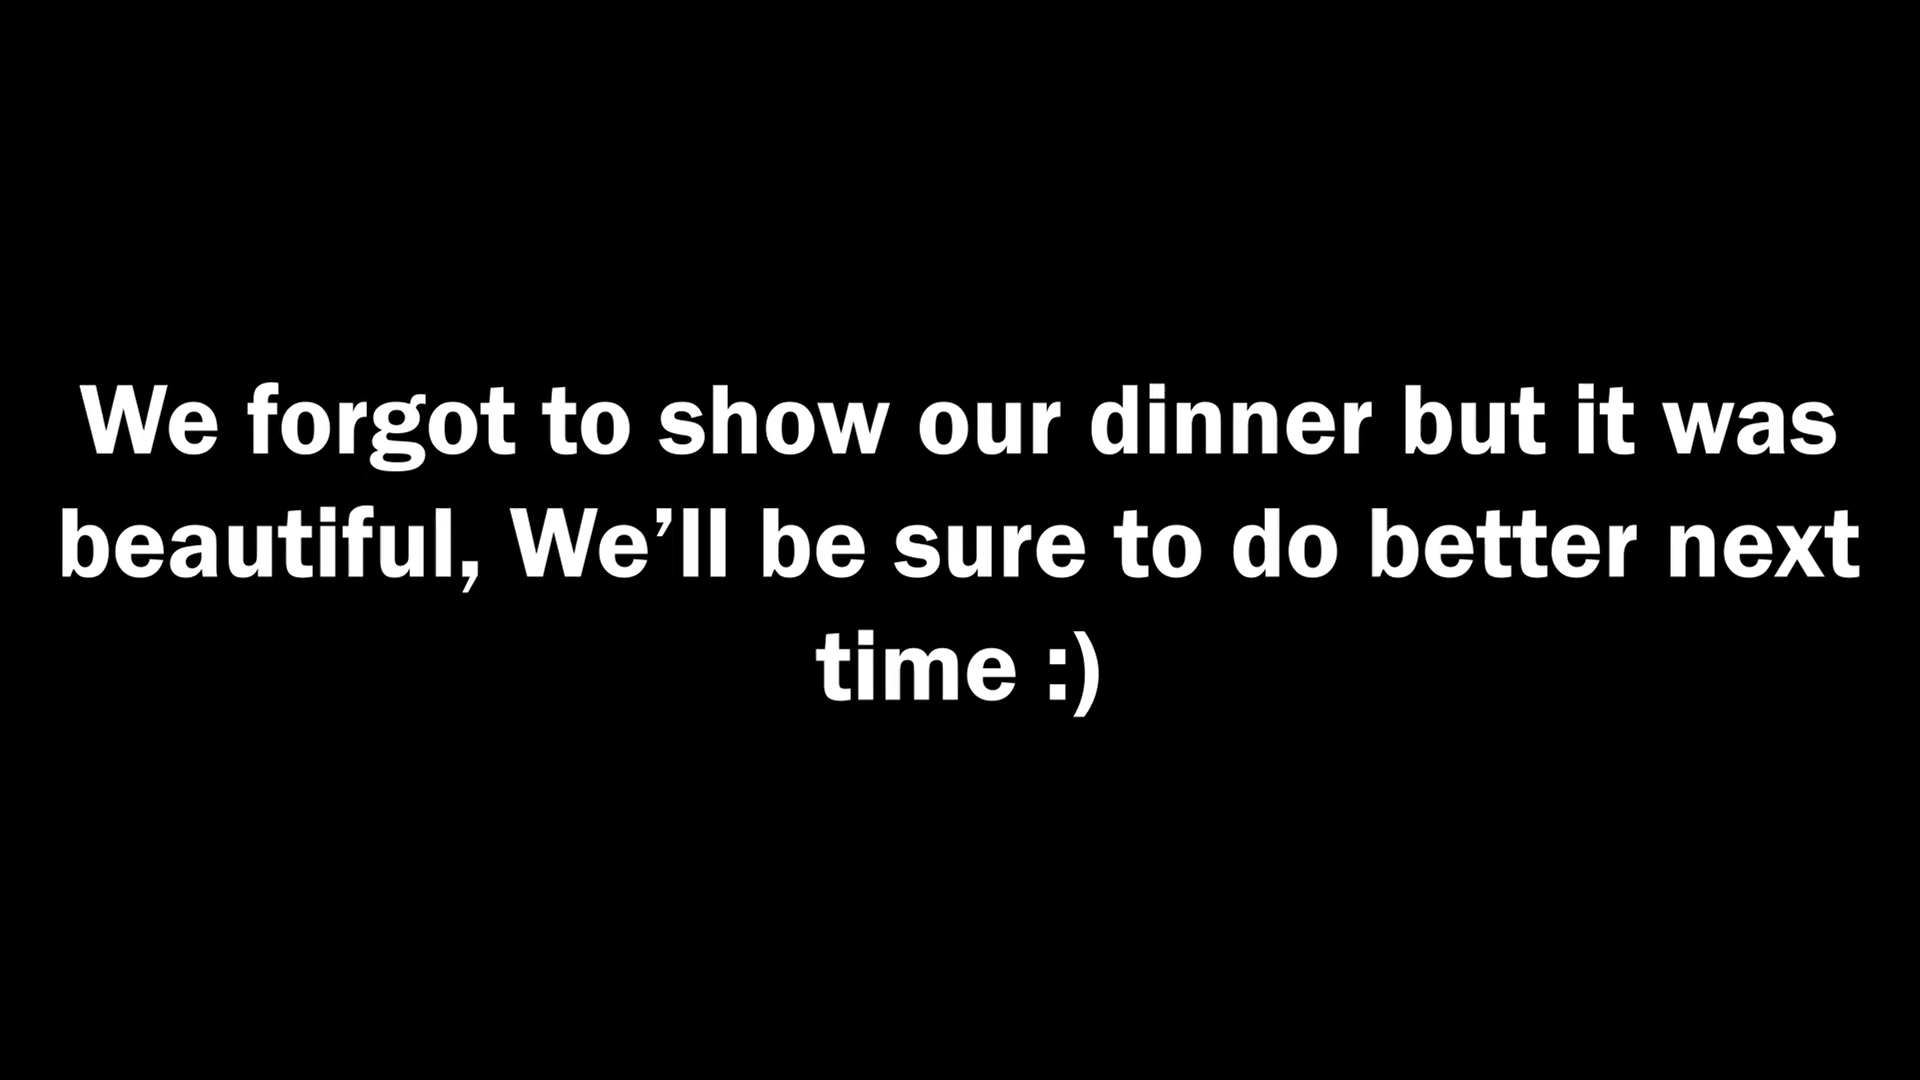 We forgot to show our dinner but it was
beautiful, We’ll be sure to do better next
time :)